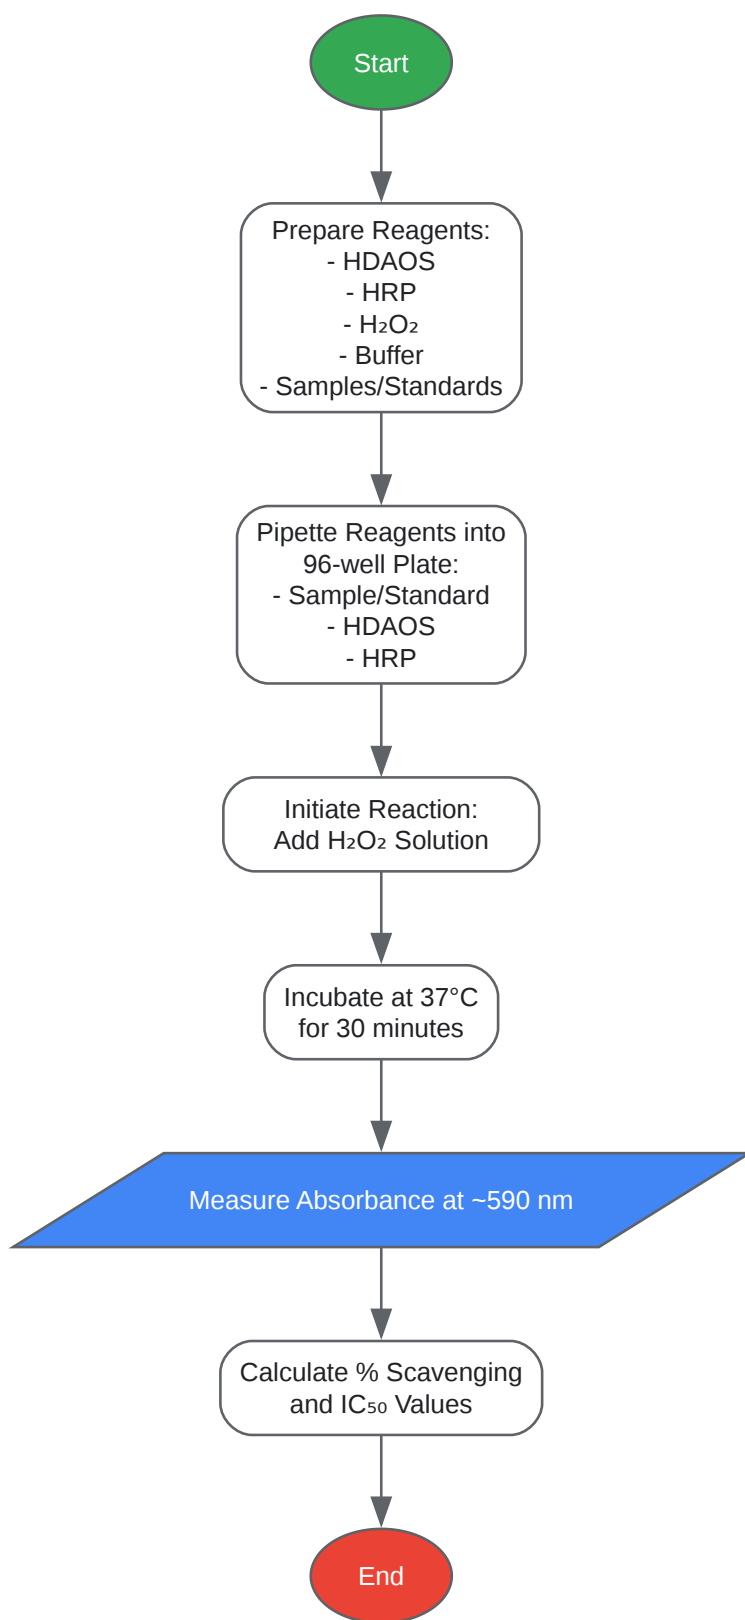 Start
Prepare Reagents:
- HDAOS
- HRP
- H₂O₂
- Buffer
- Samples/Standards
Pipette Reagents into
96-well Plate:
- Sample/Standard
- HDAOS
- HRP
Initiate Reaction:
Add H₂O₂ Solution
Incubate at 37°C
for 30 minutes
Measure Absorbance at ~590 nm
Calculate % Scavenging
and IC₅₀ Values
End